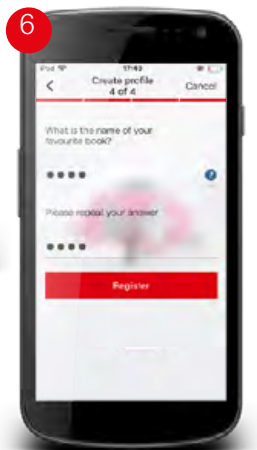 6
iPod 17:43
Create profile
4 of 4
Cancel
What is the name of your
favourite book?
●●●●
?
Please repeat your answer
●●●●
Register